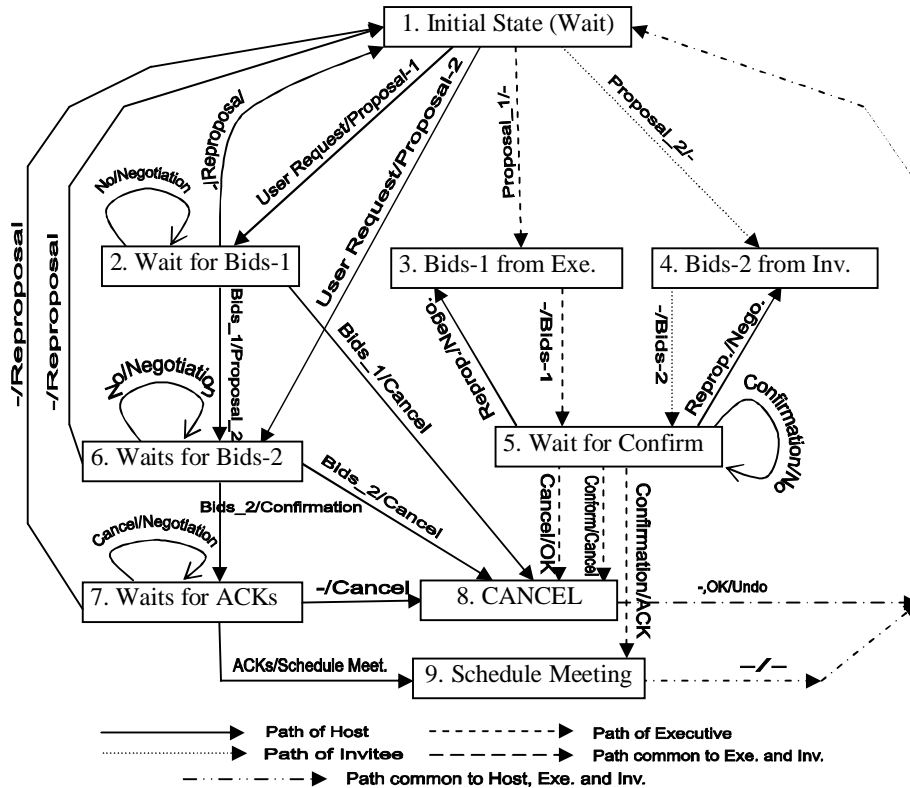 1. Initial State (Wait)
-/Reproposal/
User Request/Proposal-1
User Request/Proposal-2
Proposal_1/-
Proposal_2/-
No/Negotiation
-/Reproposal
-/Reproposal
2. Wait for Bids-1
3. Bids-1 from Exe.
4. Bids-2 from Inv.
Bids_1/Proposal_2
Bids_1/Cancel
Reprop./Nego.
-/Bids-1
-/Bids-2
Reprop./Nego.
Confirmation/No
No/Negotiation
6. Waits for Bids-2
5. Wait for Confirm
Bids_2/Confirmation
Bids_2/Cancel
Cancel/OK
Conform/Cancel
Confirmation/ACK
Cancel/Negotiation
7. Waits for ACKs
-/Cancel
8. CANCEL
-,OK/Undo
ACKs/Schedule Meet.
9. Schedule Meeting
-/-
Path of Host
Path of Executive
Path of Invitee
Path common to Exe. and Inv.
Path common to Host, Exe. and Inv.